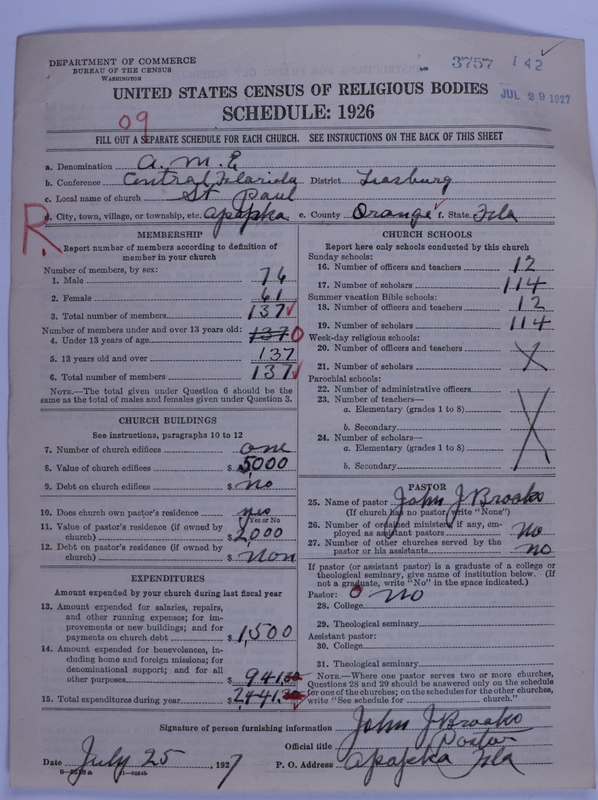 DEPARTMENT OF COMMERCE
BUREAU OF THE CENSUS
WASHINGTON
3757 142
JUL 29 1927
UNITED STATES CENSUS OF RELIGIOUS BODIES
SCHEDULE: 1926
09
FILL OUT A SEPARATE SCHEDULE FOR EACH CHURCH. SEE INSTRUCTIONS ON THE BACK OF THIS SHEET
a. Denomination A. M. E
b. Conference Central Florida District Leesburg
c. Local name of church St Paul
d. City, town, village, or township, etc. Apopka e. County Orange f. State Fla
R.
MEMBERSHIP
Report number of members according to definition of
member in your church
Number of members, by sex:
1. Male 76
2. Female 61
3. Total number of members 137
Number of members under and over 13 years old:
4. Under 13 years of age 137 0
5. 13 years old and over 137
6. Total number of members 137
NOTE.—The total given under Question 6 should be the
same as the total of males and females given under Question 3.
CHURCH BUILDINGS
See instructions, paragraphs 10 to 12
7. Number of church edifices one
8. Value of church edifices $ 5000
9. Debt on church edifices $ no
10. Does church own pastor's residence yes
(Yes or No)
11. Value of pastor's residence (if owned by
church) $ 2,000
12. Debt on pastor's residence (if owned by
church) $ non
EXPENDITURES
Amount expended by your church during last fiscal year
13. Amount expended for salaries, repairs,
and other running expenses; for im-
provements or new buildings; and for
payments on church debt $ 1,500
14. Amount expended for benevolences, in-
cluding home and foreign missions; for
denominational support; and for all
other purposes $ 941.
15. Total expenditures during year $ 2,441.
CHURCH SCHOOLS
Report here only schools conducted by this church
Sunday schools:
16. Number of officers and teachers 12
17. Number of scholars 114
Summer vacation Bible schools:
18. Number of officers and teachers 12
19. Number of scholars 114
Week-day religious schools:
20. Number of officers and teachers
21. Number of scholars
Parochial schools:
22. Number of administrative officers
23. Number of teachers—
a. Elementary (grades 1 to 8)
b. Secondary
24. Number of scholars—
a. Elementary (grades 1 to 8)
b. Secondary
PASTOR
25. Name of pastor John J Brooks
(If church has no pastor, write "None")
26. Number of ordained ministers, if any, em-
ployed as assistant pastors No
27. Number of other churches served by the
pastor or his assistants no
If pastor (or assistant pastor) is a graduate of a college or
theological seminary, give name of institution below. (If
not a graduate, write "No" in the space indicated.)
Pastor: 0 No
28. College
29. Theological seminary
Assistant pastor:
30. College
31. Theological seminary
NOTE.—Where one pastor serves two or more churches,
Questions 28 and 29 should be answered only on the schedule
for one of the churches; on the schedules for the other churches,
write "See schedule for church."
Signature of person furnishing information John J Brooks
Official title Pastor
Date July 25, 1927 P. O. Address Apopka Fla